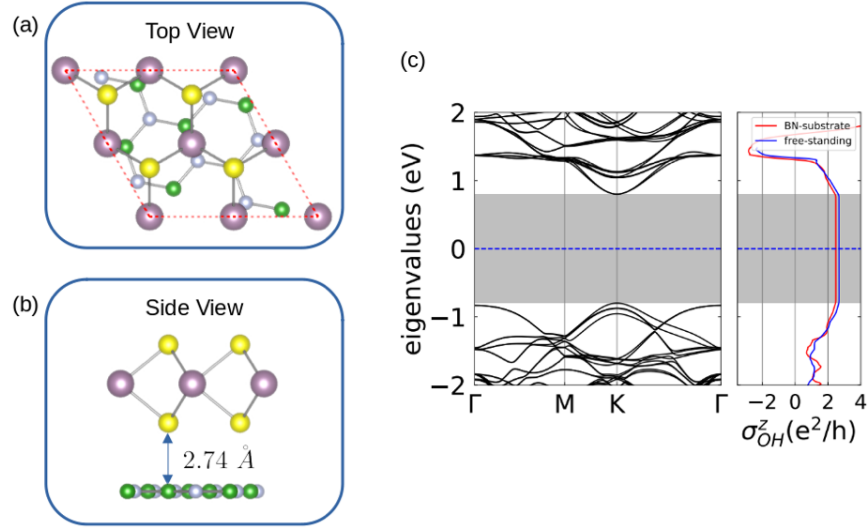 (a)
Top View
(b)
Side View
2.74 Å
(c)
eigenvalues (eV)
2
1
0
−1
−2
Γ
M
K
Γ
BN-substrate
free-standing
−2
0
2
4
σ^z_OH(e²/h)